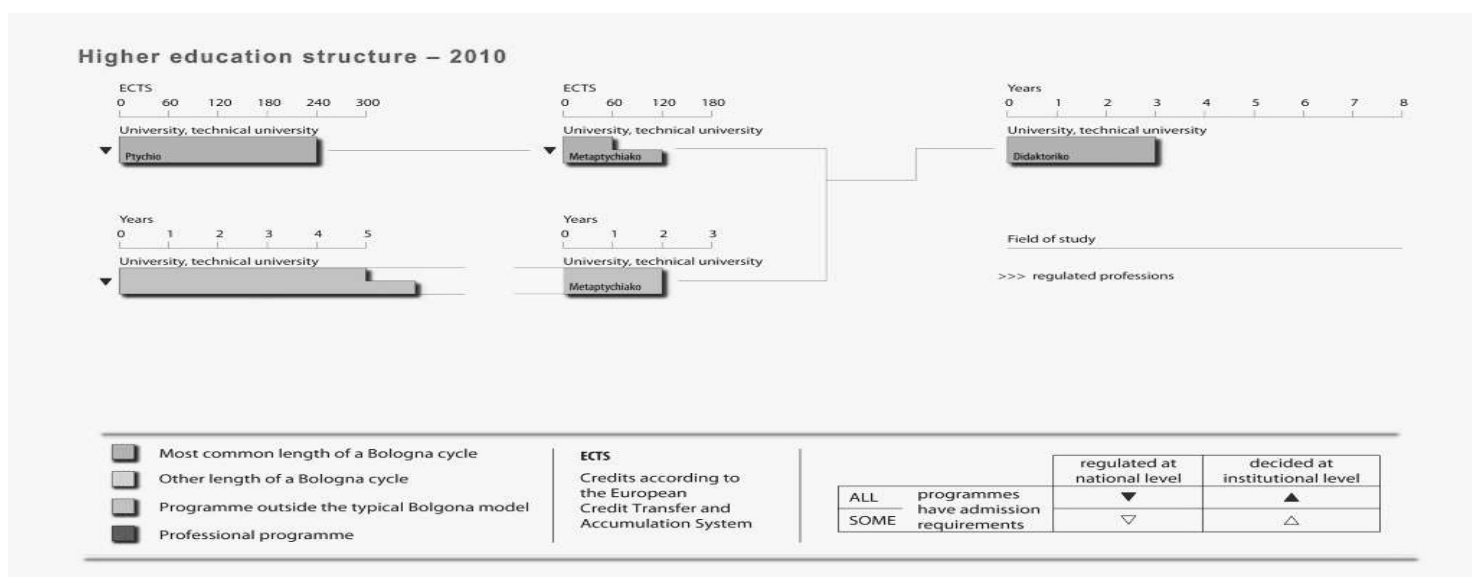 Higher education structure – 2010
ECTS
0 60 120 180 240 300
University, technical university
Ptychio
ECTS
0 60 120 180
University, technical university
Metaptychiako
Years
0 1 2 3 4 5 6 7 8
University, technical university
Didaktoriko
Years
0 1 2 3 4 5
University, technical university
Years
0 1 2 3
University, technical university
Metaptychiako
Field of study
>>> regulated professions
Most common length of a Bologna cycle
Other length of a Bologna cycle
Programme outside the typical Bolgona model
Professional programme
ECTS
Credits according to
the European
Credit Transfer and
Accumulation System
regulated at
national level
decided at
institutional level
ALL
SOME
programmes
have admission
requirements